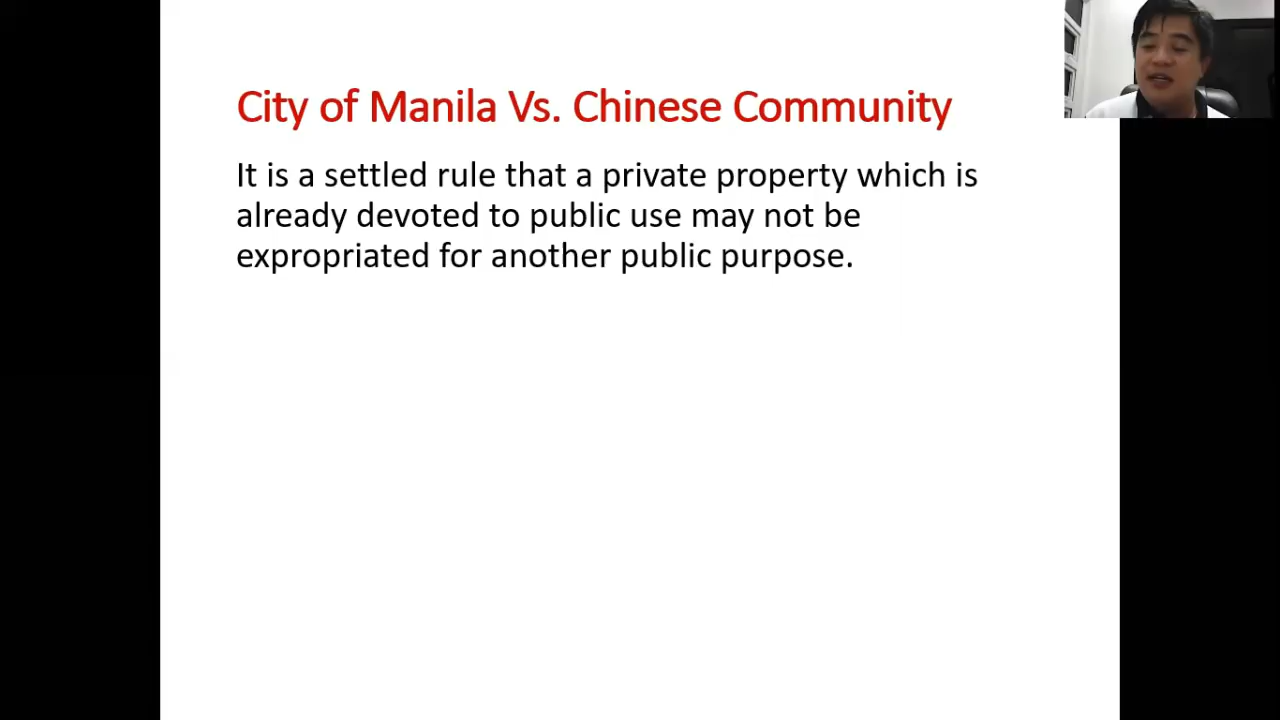 City of Manila Vs. Chinese Community
It is a settled rule that a private property which is
already devoted to public use may not be
expropriated for another public purpose.